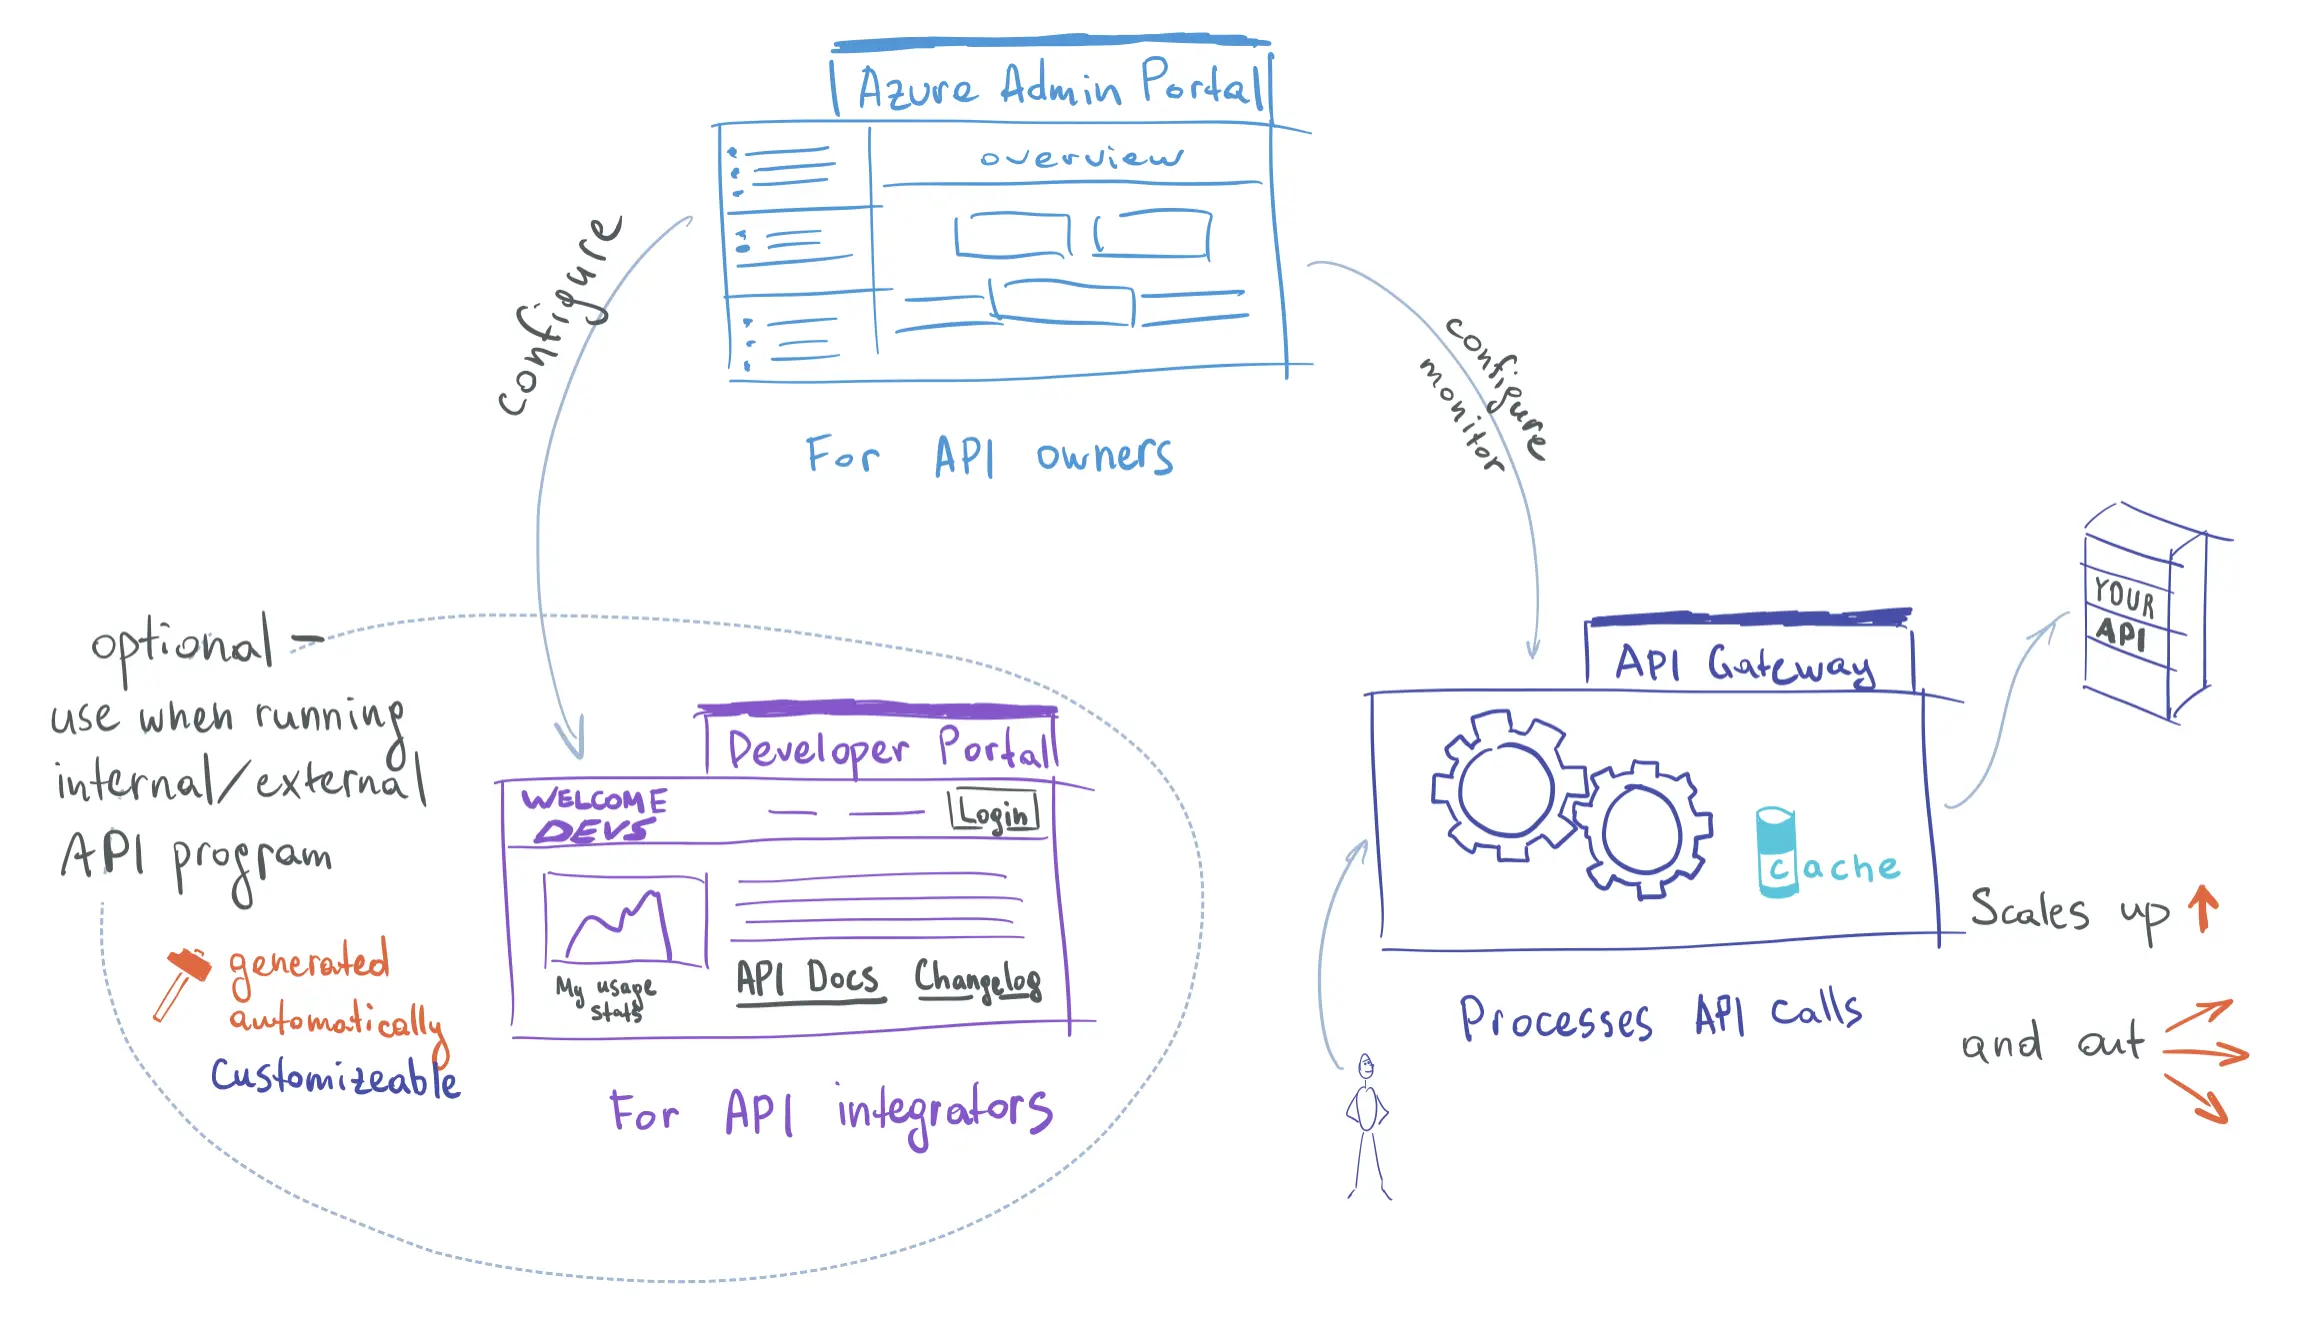 Azure Admin Portal
overview
For API owners
configure
configure
monitor
optional –
use when running
internal/external
API program
generated
automatically
Customizeable
Developer Portal
WELCOME
DEVS
Login
My usage
stats
API Docs
Changelog
For API integrators
API Gateway
cache
Processes API calls
YOUR
API
Scales up
and out